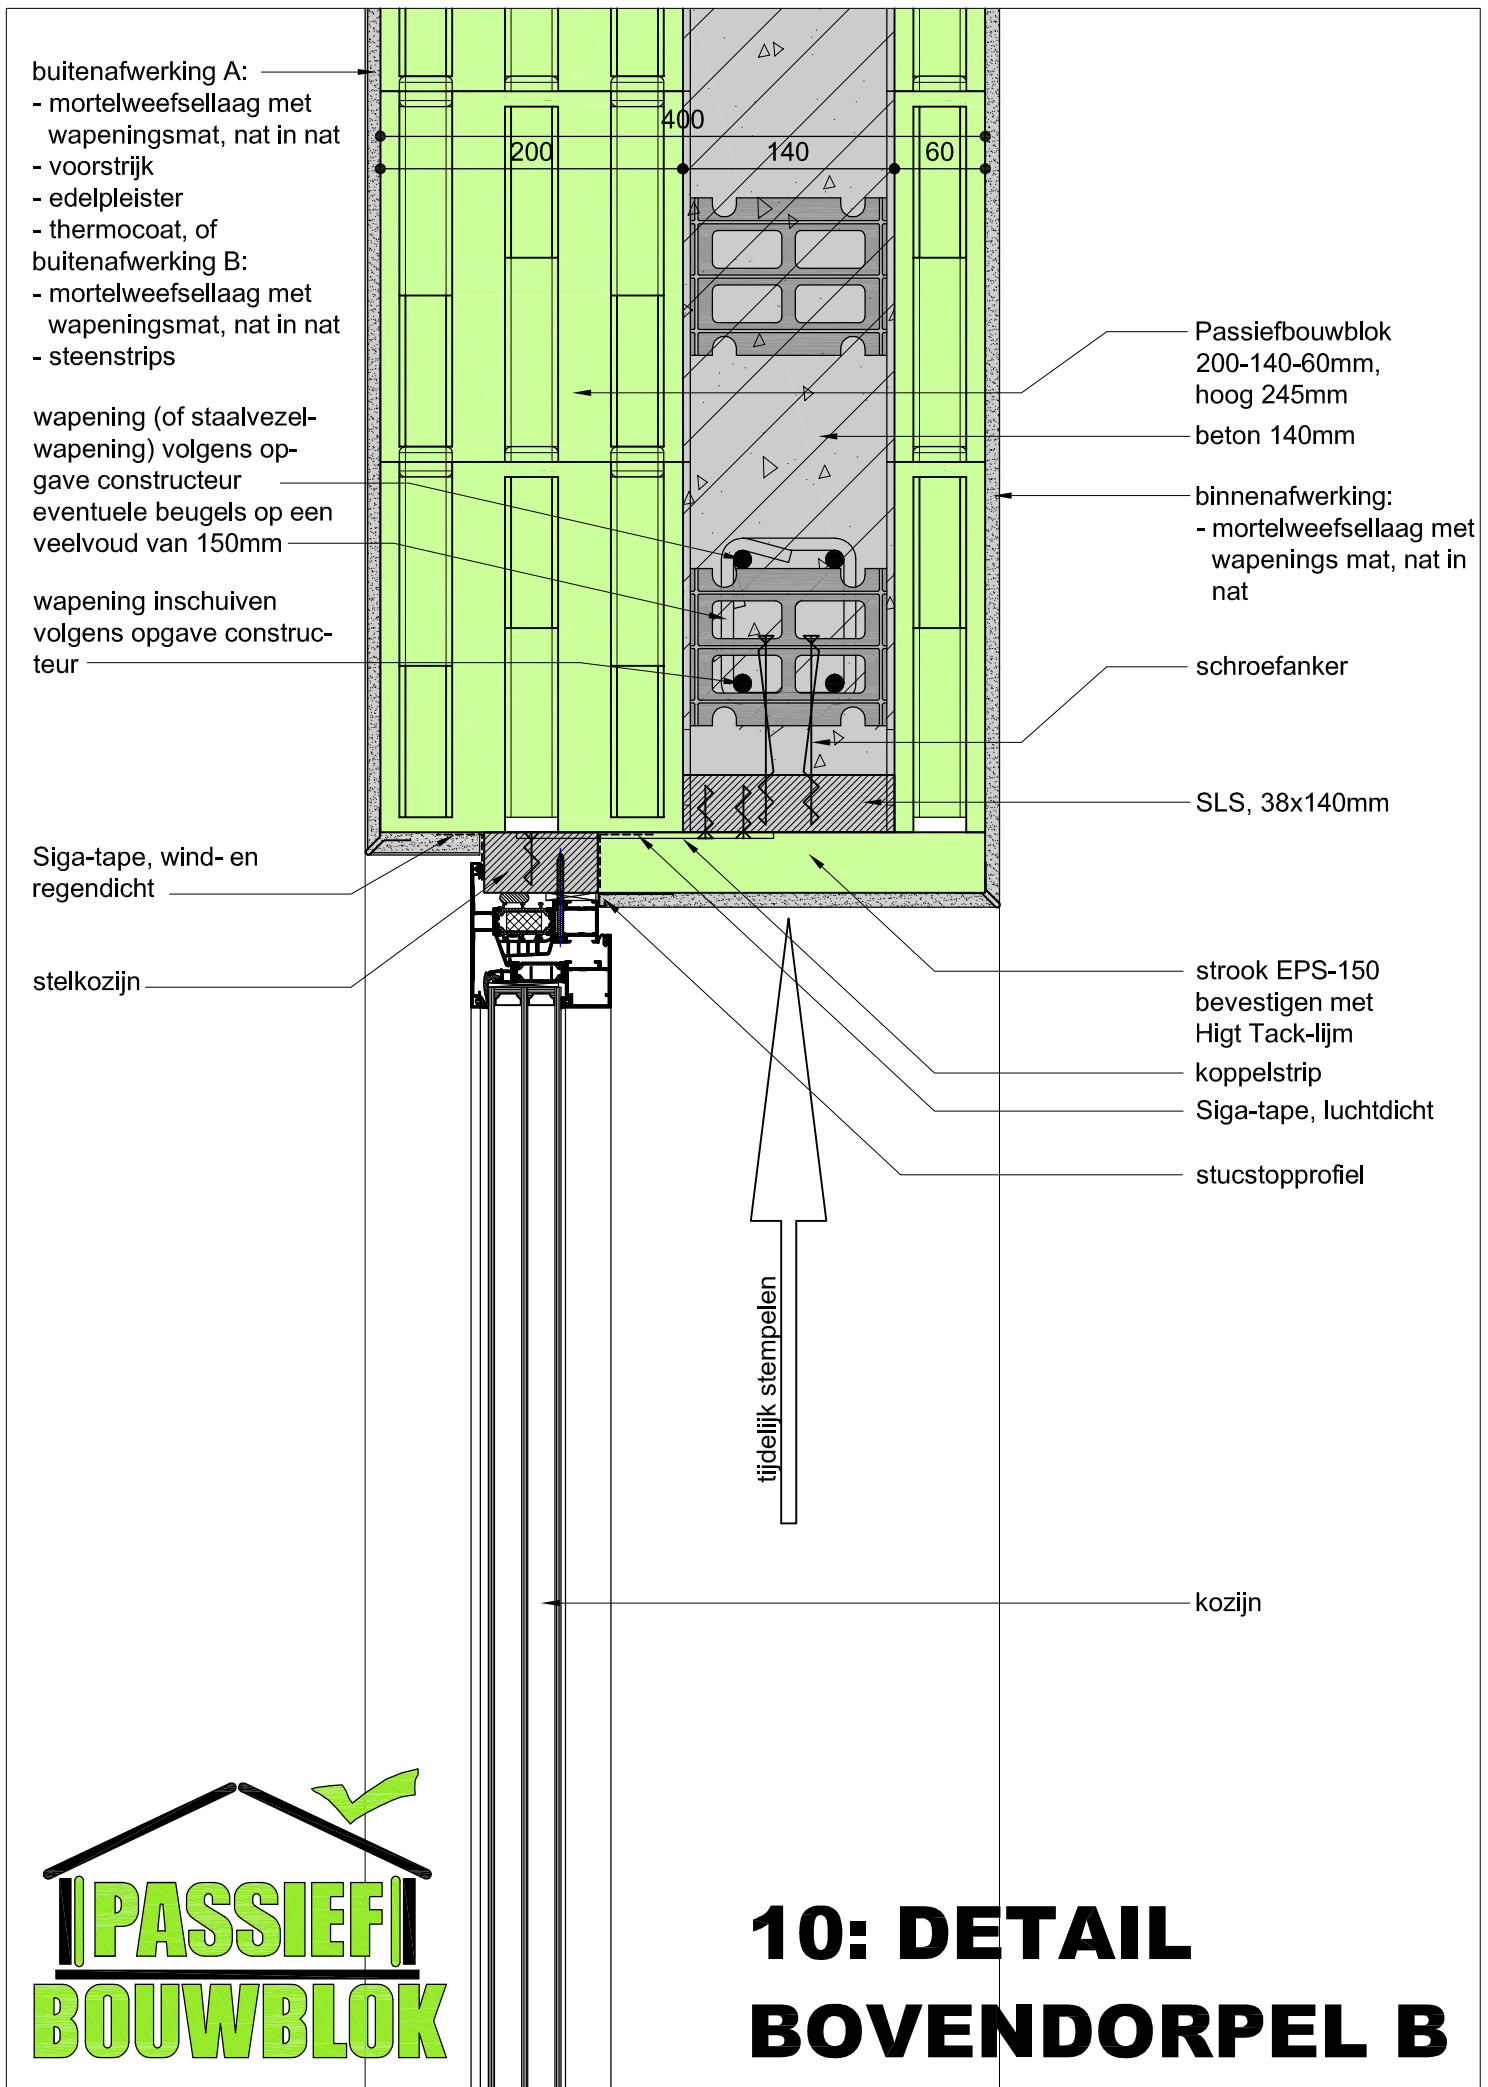 buitenafwerking A:
- mortelweefsellaag met
wapeningsmat, nat in nat
- voorstrijk
- edelpleister
- thermocoat, of
buitenafwerking B:
- mortelweefsellaag met
wapeningsmat, nat in nat
- steenstrips
wapening (of staalvezel-
wapening) volgens op-
gave constructeur
eventuele beugels op een
veelvoud van 150mm
wapening inschuiven
volgens opgave construc-
teur
Siga-tape, wind- en
regendicht
stelkozijn
400
200
140
60
Passiefbouwblok
200-140-60mm,
hoog 245mm
beton 140mm
binnenafwerking:
- mortelweefsellaag met
wapenings mat, nat in
nat
schroefanker
SLS, 38x140mm
strook EPS-150
bevestigen met
Higt Tack-lijm
koppelstrip
Siga-tape, luchtdicht
stucstopprofiel
tijdelijk stempelen
kozijn
PASSIEF
BOUWBLOK
10: DETAIL
BOVENDORPEL B